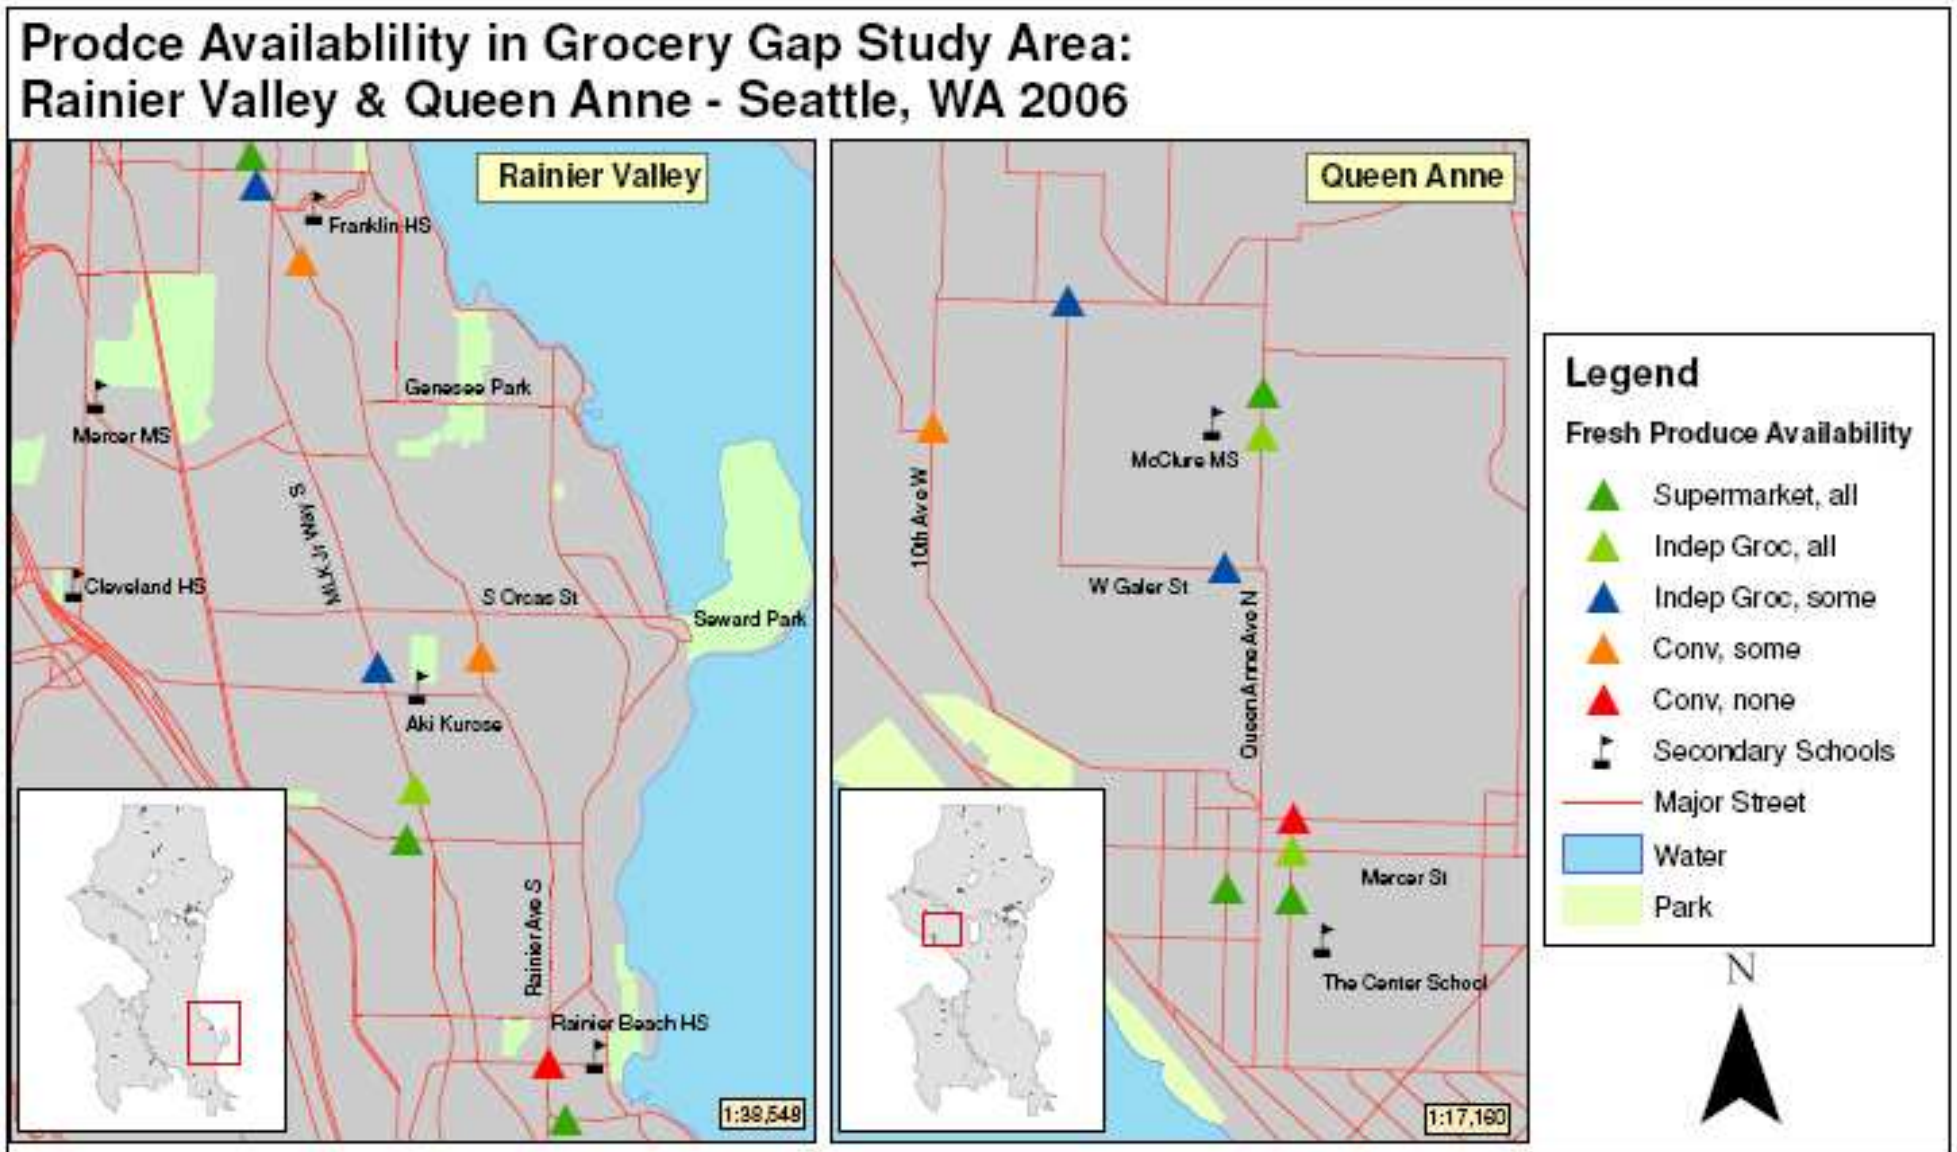 Prodce Availablility in Grocery Gap Study Area:
Rainier Valley & Queen Anne - Seattle, WA 2006
Rainier Valley
Franklin HS
Genesee Park
Mercer MS
MLK Jr Way S
Cleveland HS
S Orcas St
Seward Park
Aki Kurose
Rainier Ave S
Rainier Beach HS
1:38,548
Queen Anne
McClure MS
10th Ave W
W Galer St
Queen Anne Ave N
Mercer St
The Center School
1:17,160
Legend
Fresh Produce Availability
Supermarket, all
Indep Groc, all
Indep Groc, some
Conv, some
Conv, none
Secondary Schools
Major Street
Water
Park
N